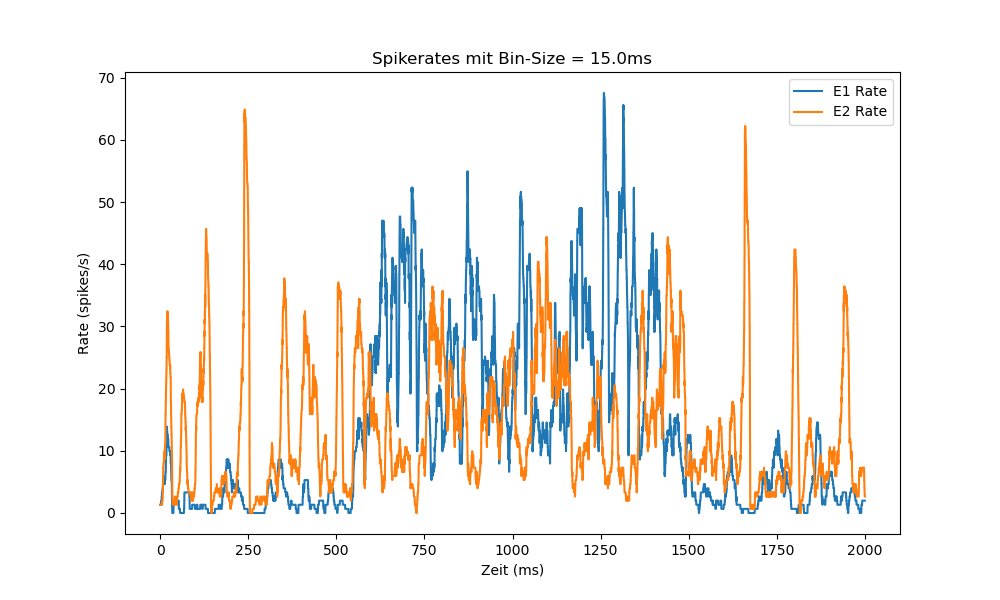 Spikerates mit Bin-Size = 15.0ms
E1 Rate
E2 Rate
70
60
50
40
30
20
10
0
Rate (spikes/s)
0 250 500 750 1000 1250 1500 1750 2000
Zeit (ms)